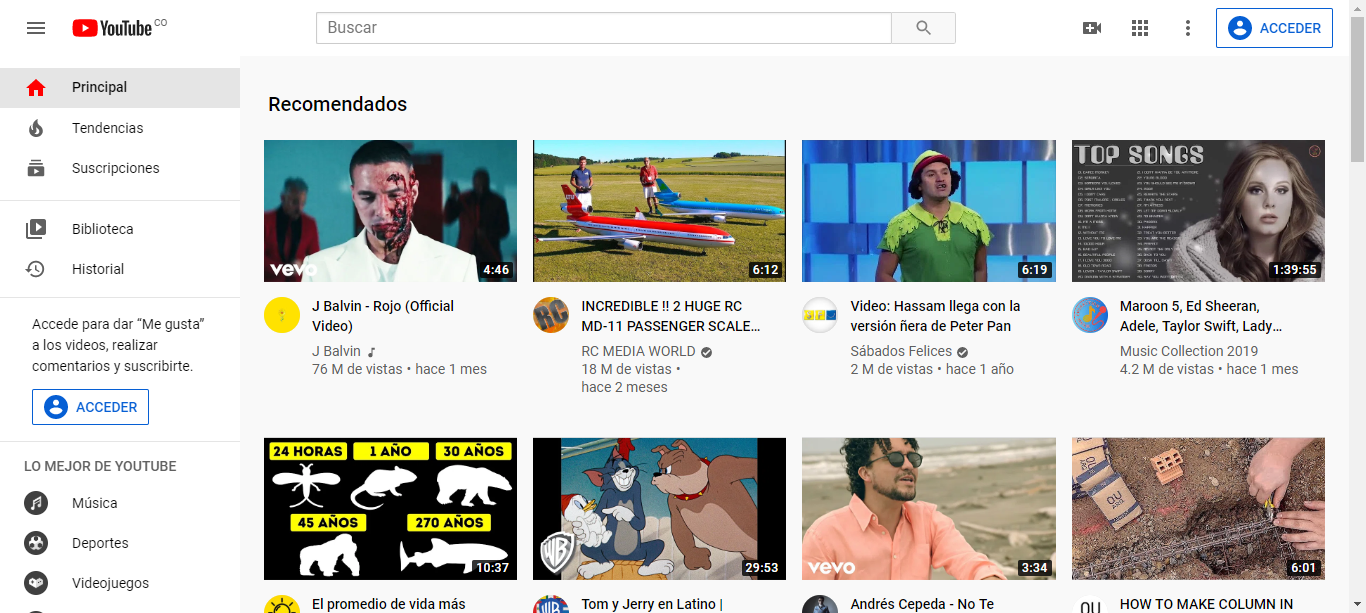 YouTube CO
Buscar
ACCEDER
Principal
Tendencias
Suscripciones
Biblioteca
Historial
Accede para dar “Me gusta”
a los videos, realizar
comentarios y suscribirte.
ACCEDER
LO MEJOR DE YOUTUBE
Música
Deportes
Videojuegos
Recomendados
vevo
4:46
J Balvin - Rojo (Official
Video)
J Balvin
76 M de vistas • hace 1 mes
6:12
RC
INCREDIBLE !! 2 HUGE RC
MD-11 PASSENGER SCALE…
RC MEDIA WORLD
18 M de vistas •
hace 2 meses
6:19
Video: Hassam llega con la
versión ñera de Peter Pan
Sábados Felices
2 M de vistas • hace 1 año
TOP SONGS
1:39:55
Maroon 5, Ed Sheeran,
Adele, Taylor Swift, Lady…
Music Collection 2019
4.2 M de vistas • hace 1 mes
24 HORAS
1 AÑO
30 AÑOS
45 AÑOS
270 AÑOS
10:37
El promedio de vida más
WB
29:53
WB
Tom y Jerry en Latino |
vevo
3:34
Andrés Cepeda - No Te
OU
6:01
OU
HOW TO MAKE COLUMN IN